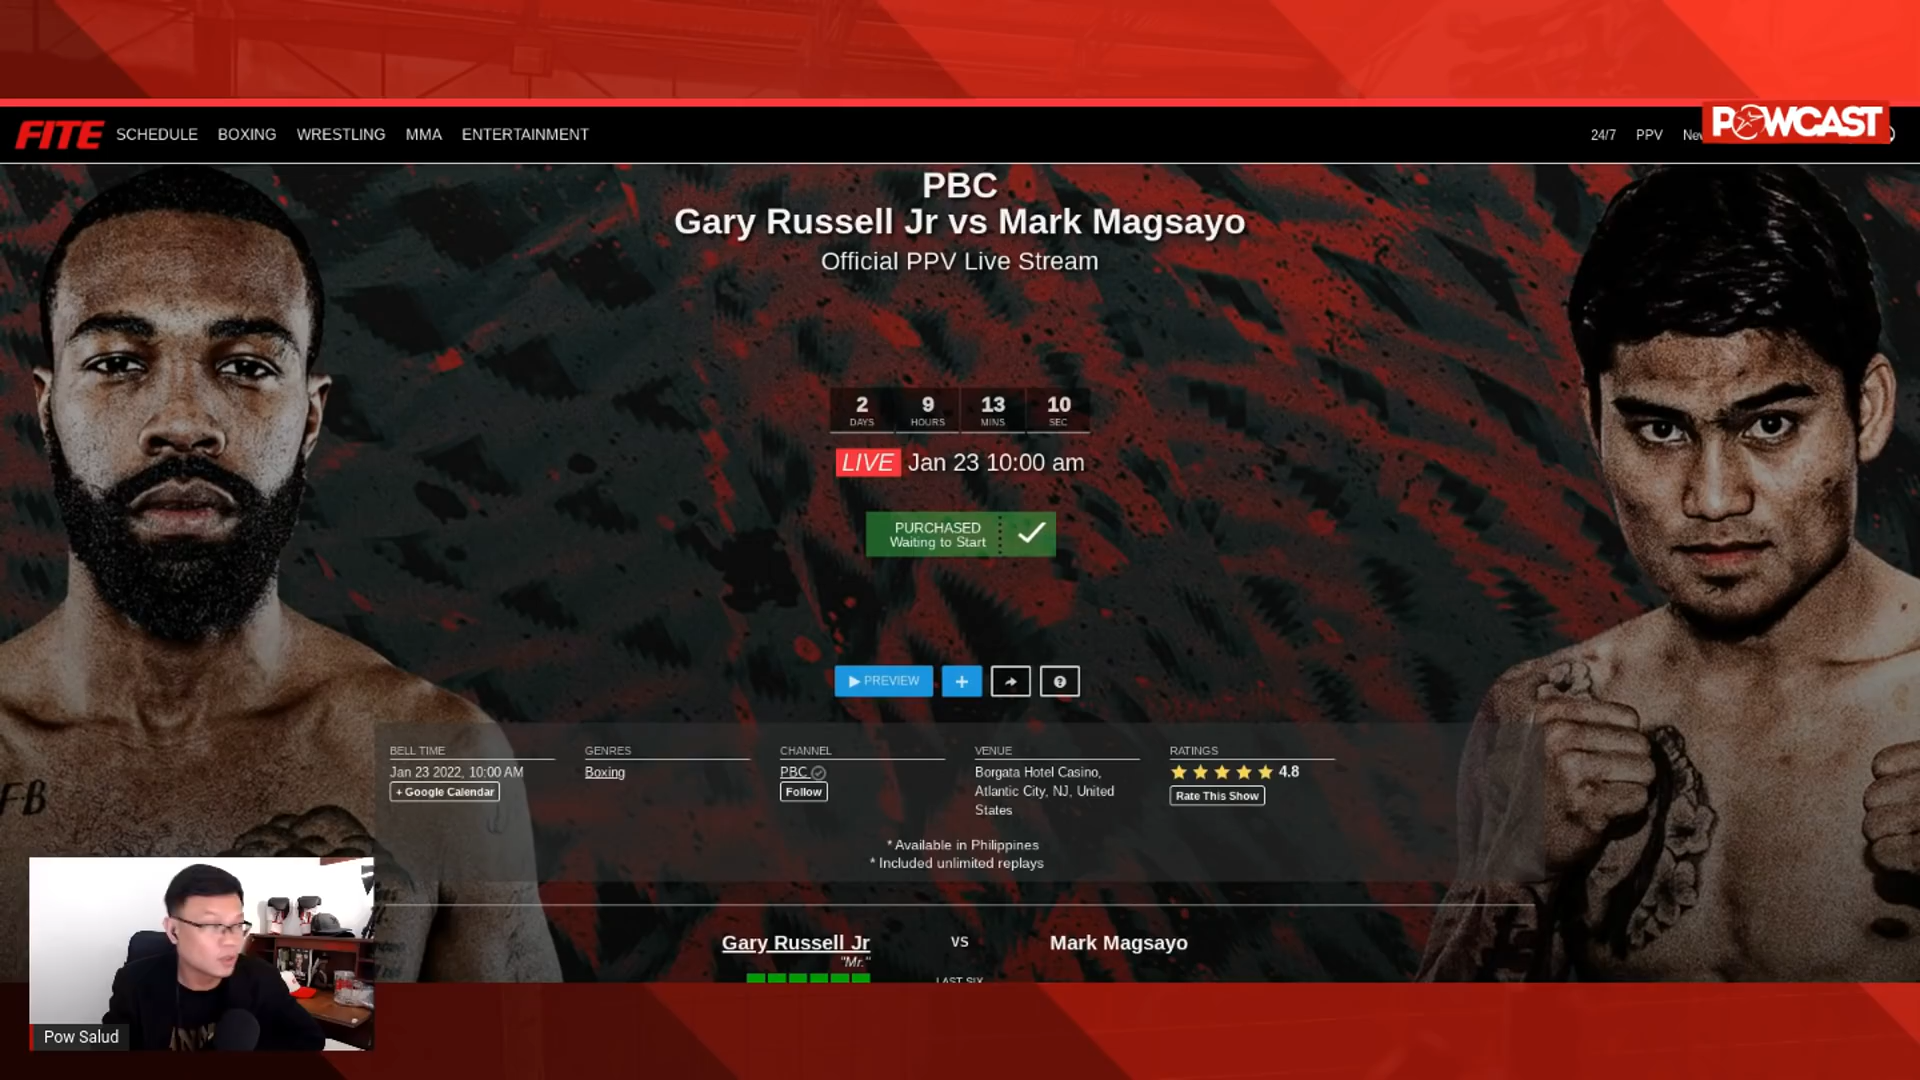 POWCAST
FITE SCHEDULE BOXING WRESTLING MMA ENTERTAINMENT
24/7 PPV
PBC
Gary Russell Jr vs Mark Magsayo
Official PPV Live Stream
2 9 13 10
DAYS HOURS MINS SEC
LIVE Jan 23 10:00 am
PURCHASED
Waiting to Start
PREVIEW
BELL TIME
Jan 23 2022, 10:00 AM
+ Google Calendar
GENRES
Boxing
CHANNEL
PBC
Follow
VENUE
Borgata Hotel Casino,
Atlantic City, NJ, United
States
RATINGS
4.8
Rate This Show
* Available in Philippines
* Included unlimited replays
Gary Russell Jr vs Mark Magsayo
"Mr."
LAST SIX
FB
Pow Salud